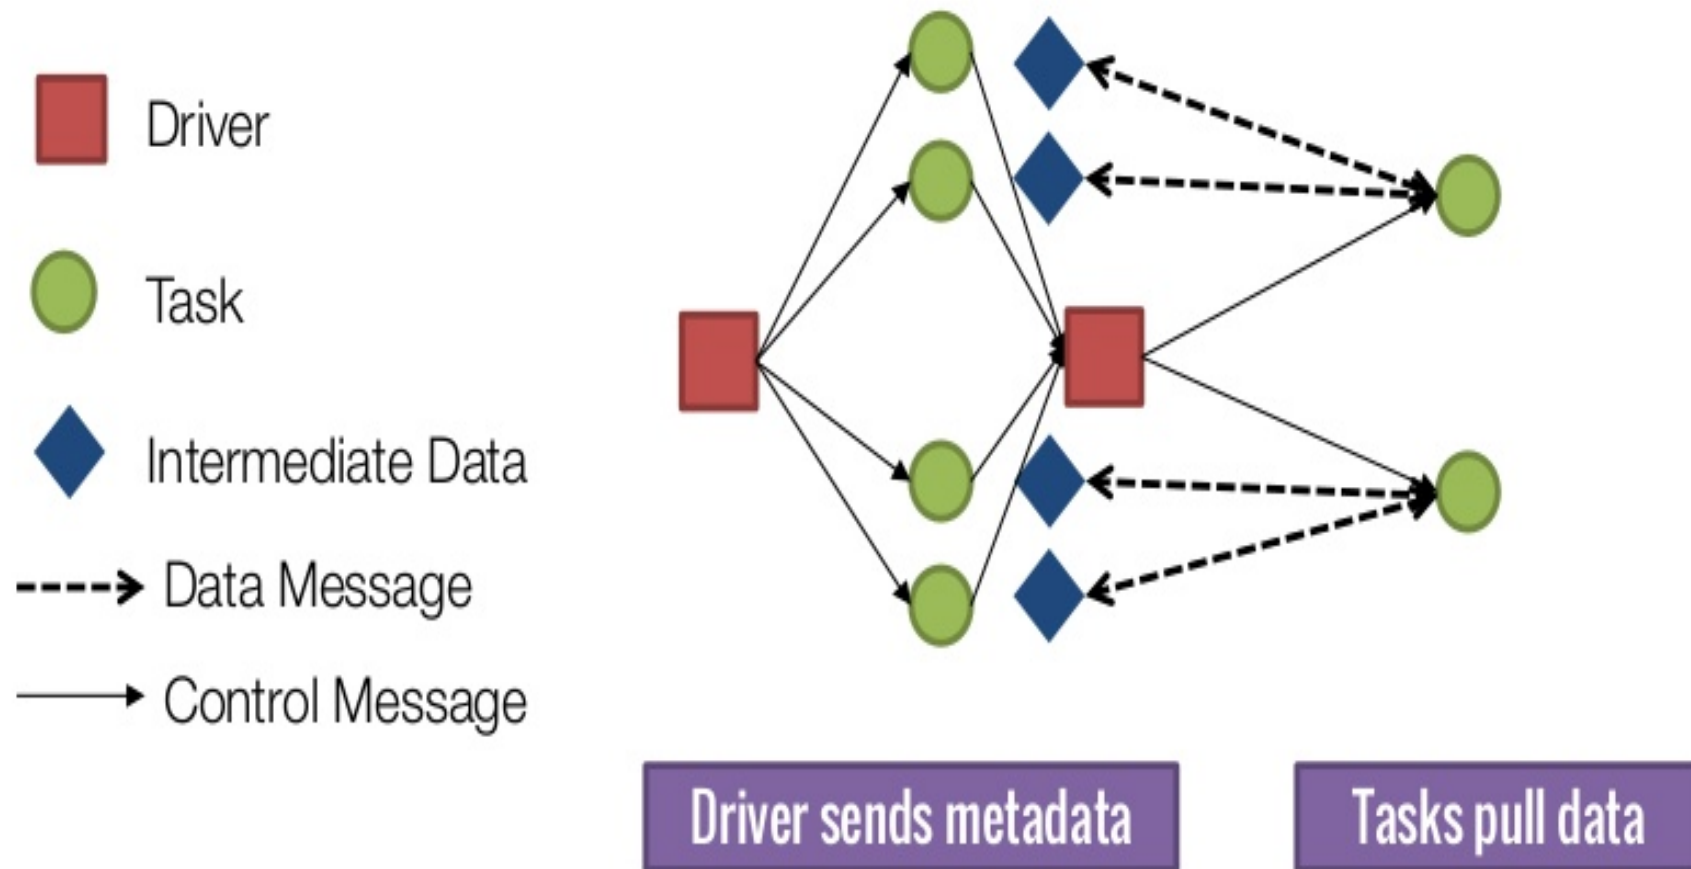 Driver
Task
Intermediate Data
Data Message
Control Message
Driver sends metadata
Tasks pull data